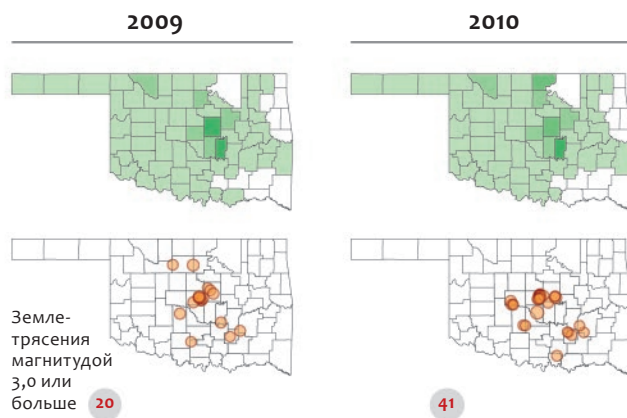 2009 2010
Земле-
трясения
магнитудой
3,0 или
больше 20 41